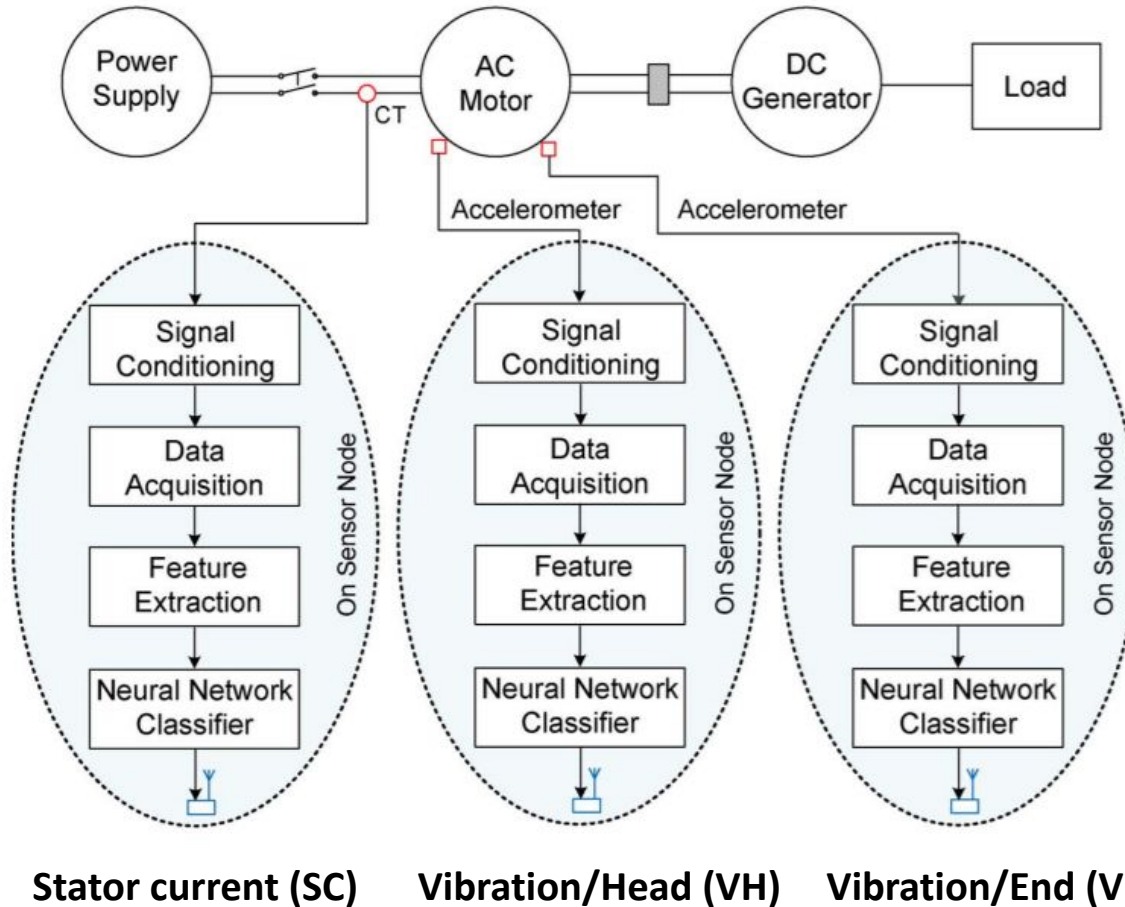 Power
Supply
CT
AC
Motor
DC
Generator
Load
Accelerometer
Accelerometer
Signal
Conditioning
Data
Acquisition
Feature
Extraction
Neural Network
Classifier
On Sensor Node
Signal
Conditioning
Data
Acquisition
Feature
Extraction
Neural Network
Classifier
On Sensor Node
Signal
Conditioning
Data
Acquisition
Feature
Extraction
Neural Network
Classifier
On Sensor Node
Stator current (SC)
Vibration/Head (VH)
Vibration/End (V